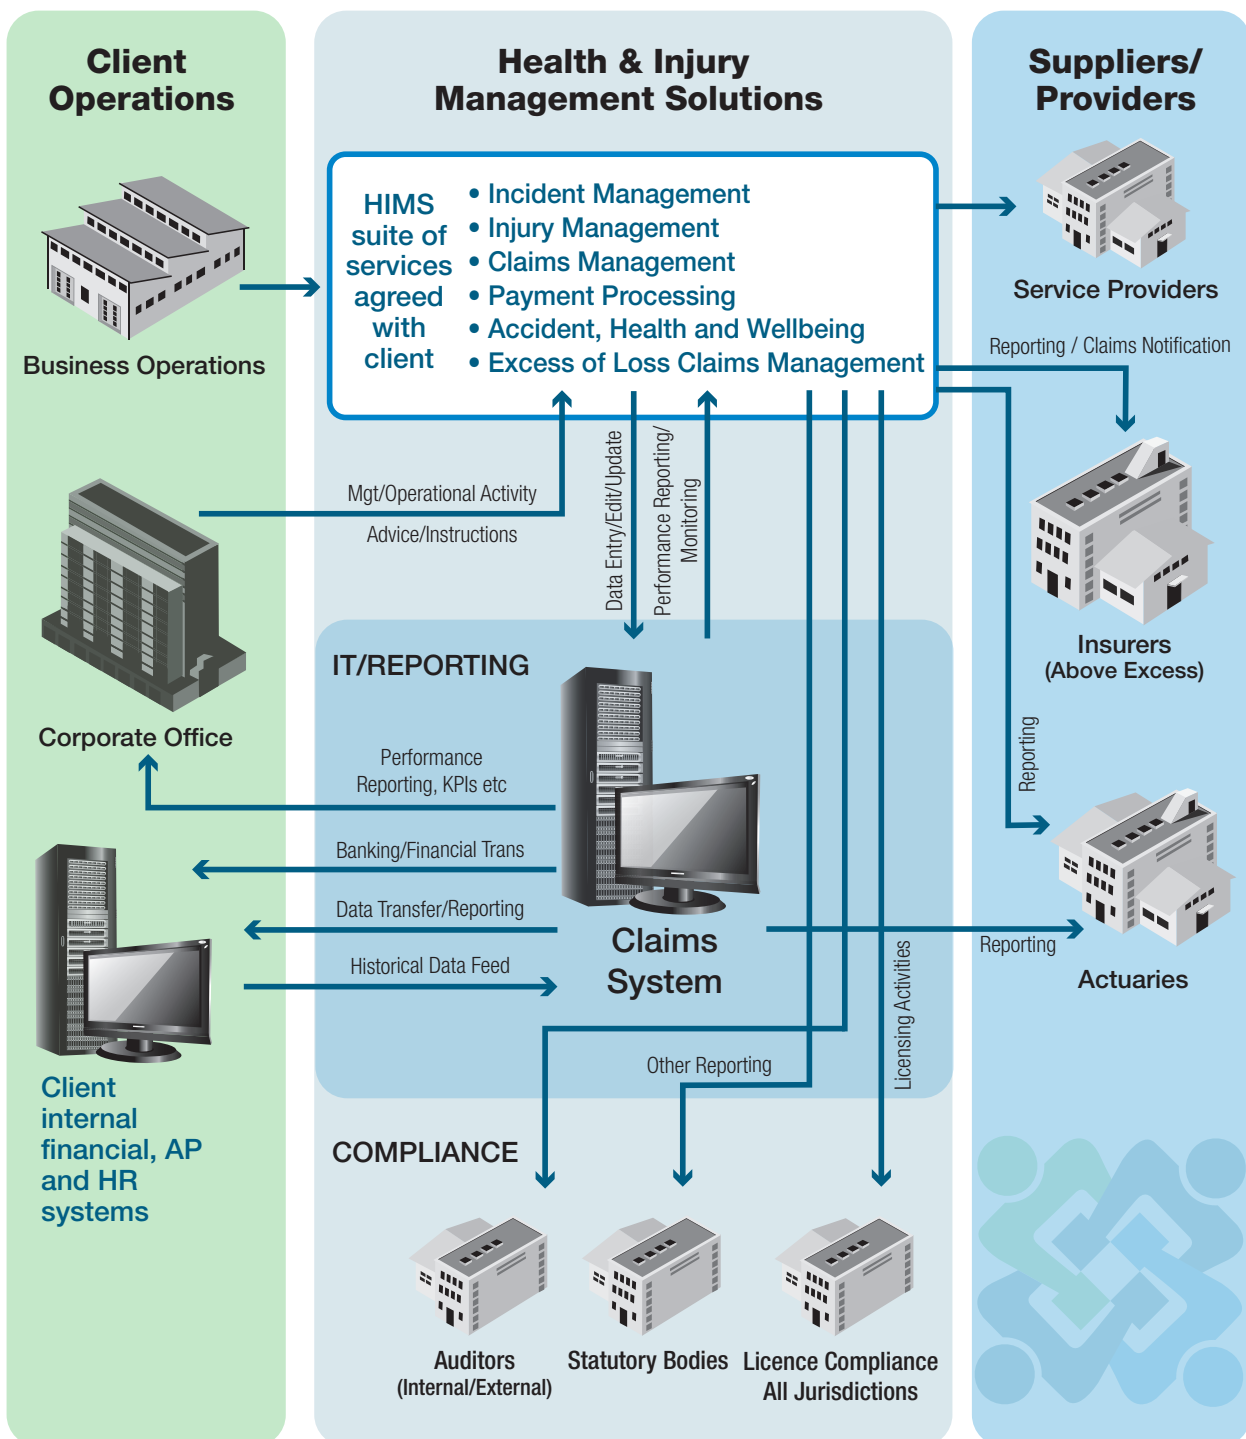 Client
Operations
Health & Injury
Management Solutions
Suppliers/
Providers
HIMS
suite of
services
agreed
with
client
• Incident Management
• Injury Management
• Claims Management
• Payment Processing
• Accident, Health and Wellbeing
• Excess of Loss Claims Management
Business Operations
Service Providers
Reporting / Claims Notification
Mgt/Operational Activity
Advice/Instructions
Data Entry/Edit/Update
Performance Reporting/
Monitoring
Insurers
(Above Excess)
Corporate Office
IT/REPORTING
Performance
Reporting, KPIs etc
Banking/Financial Trans
Data Transfer/Reporting
Historical Data Feed
Claims
System
Reporting
Reporting
Actuaries
Licensing Activities
Other Reporting
Client
internal
financial, AP
and HR
systems
COMPLIANCE
Auditors
(Internal/External)
Statutory Bodies
Licence Compliance
All Jurisdictions